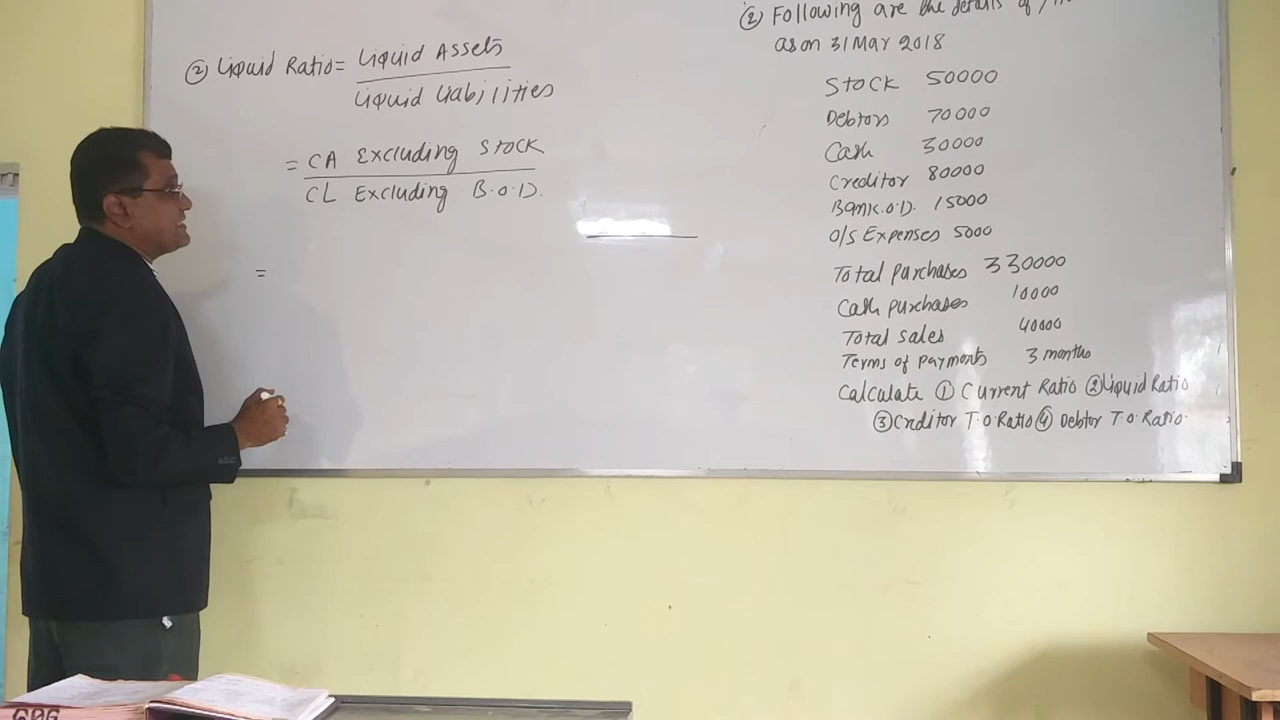 ② Liquid Ratio = Liquid Assets
Liquid Liabilities
= CA Excluding Stock
CL Excluding B.O.D.
=
② Following are the details of
as on 31 Mar 2018
Stock 50000
Debtors 70000
Cash 30000
Creditor 80000
Bank.O.D. 15000
O/S Expenses 5000
Total purchases 330000
Cash purchases 10000
Total sales 40000
Terms of payments 3 months
Calculate ① Current Ratio ② Liquid Ratio
③ Creditor T.O.Ratio ④ Debtor T.O.Ratio.